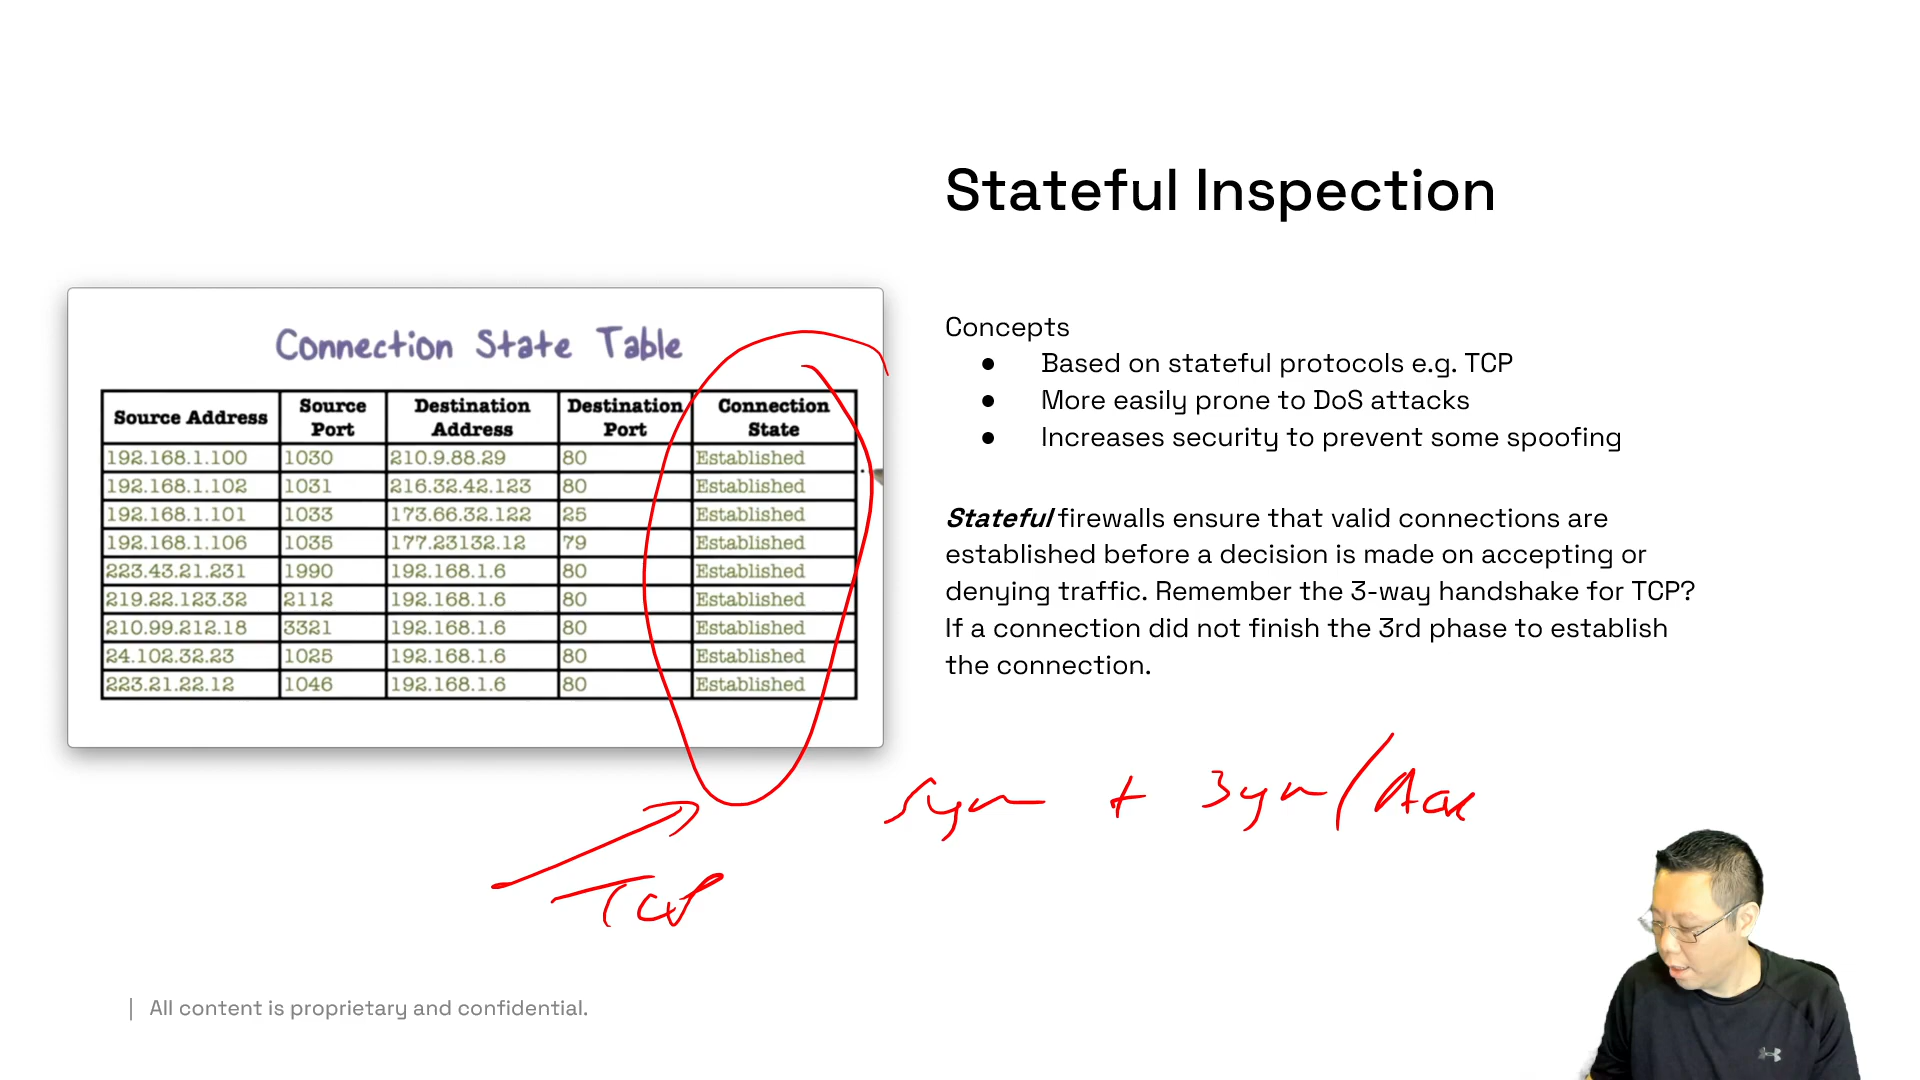 Stateful Inspection
Connection State Table
Source Address Source Port Destination Address Destination Port Connection State
192.168.1.100 1030 210.9.88.29 80 Established
192.168.1.102 1031 216.32.42.123 80 Established
192.168.1.101 1033 173.66.32.122 25 Established
192.168.1.106 1035 177.23132.12 79 Established
223.43.21.231 1990 192.168.1.6 80 Established
219.22.123.32 2112 192.168.1.6 80 Established
210.99.212.18 3321 192.168.1.6 80 Established
24.102.32.23 1025 192.168.1.6 80 Established
223.21.22.12 1046 192.168.1.6 80 Established
Concepts
● Based on stateful protocols e.g. TCP
● More easily prone to DoS attacks
● Increases security to prevent some spoofing
Stateful firewalls ensure that valid connections are
established before a decision is made on accepting or
denying traffic. Remember the 3-way handshake for TCP?
If a connection did not finish the 3rd phase to establish
the connection.
Syn + Syn/Ack
TCP
| All content is proprietary and confidential.